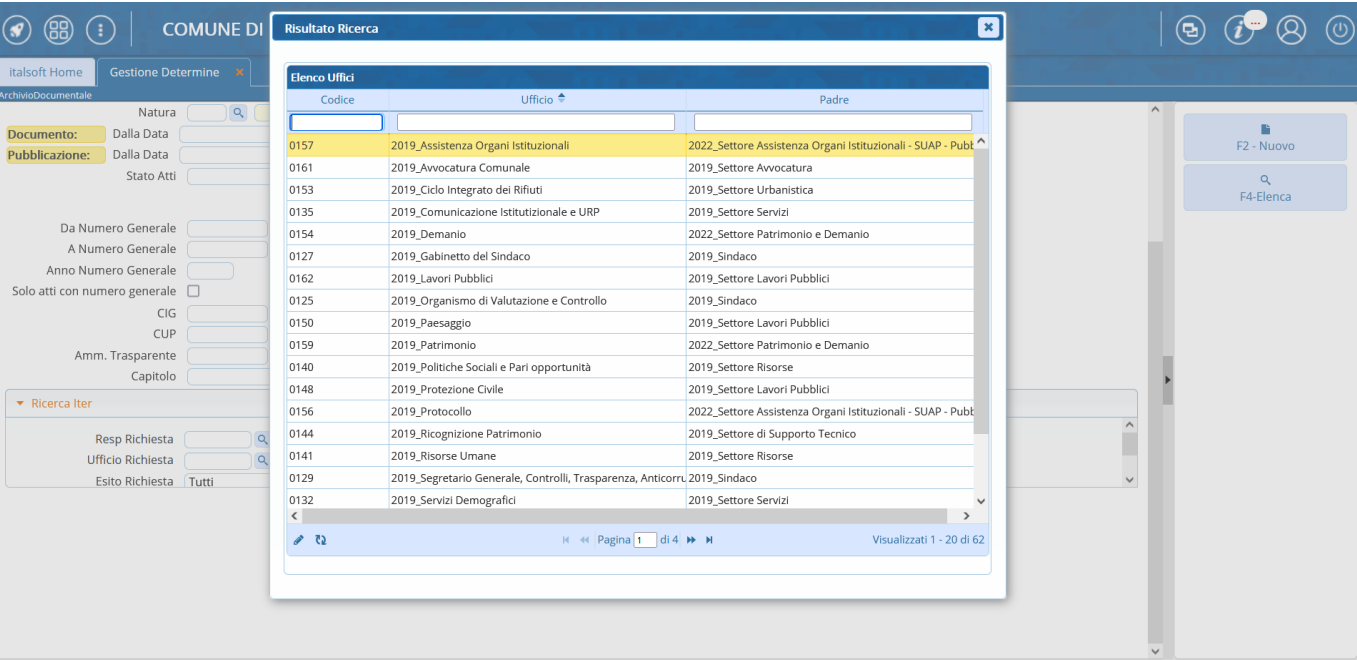 COMUNE DI
Risultato Ricerca
italsoft Home
Gestione Determine
ArchivioDocumentale
Natura
Documento: Dalla Data
Pubblicazione: Dalla Data
Stato Atti
Da Numero Generale
A Numero Generale
Anno Numero Generale
Solo atti con numero generale
CIG
CUP
Amm. Trasparente
Capitolo
Ricerca Iter
Resp Richiesta
Ufficio Richiesta
Esito Richiesta Tutti
Elenco Uffici
Codice Ufficio Padre
0157 2019_Assistenza Organi Istituzionali 2022_Settore Assistenza Organi Istituzionali - SUAP - Pubb
0161 2019_Avvocatura Comunale 2019_Settore Avvocatura
0153 2019_Ciclo Integrato dei Rifiuti 2019_Settore Urbanistica
0135 2019_Comunicazione Istitutizionale e URP 2019_Settore Servizi
0154 2019_Demanio 2022_Settore Patrimonio e Demanio
0127 2019_Gabinetto del Sindaco 2019_Sindaco
0162 2019_Lavori Pubblici 2019_Settore Lavori Pubblici
0125 2019_Organismo di Valutazione e Controllo 2019_Sindaco
0150 2019_Paesaggio 2019_Settore Lavori Pubblici
0159 2019_Patrimonio 2022_Settore Patrimonio e Demanio
0140 2019_Politiche Sociali e Pari opportunità 2019_Settore Risorse
0148 2019_Protezione Civile 2019_Settore Lavori Pubblici
0156 2019_Protocollo 2022_Settore Assistenza Organi Istituzionali - SUAP - Pubb
0144 2019_Ricognizione Patrimonio 2019_Settore di Supporto Tecnico
0141 2019_Risorse Umane 2019_Settore Risorse
0129 2019_Segretario Generale, Controlli, Trasparenza, Anticorru 2019_Sindaco
0132 2019_Servizi Demografici 2019_Settore Servizi
Pagina 1 di 4
Visualizzati 1 - 20 di 62
F2 - Nuovo
F4-Elenca